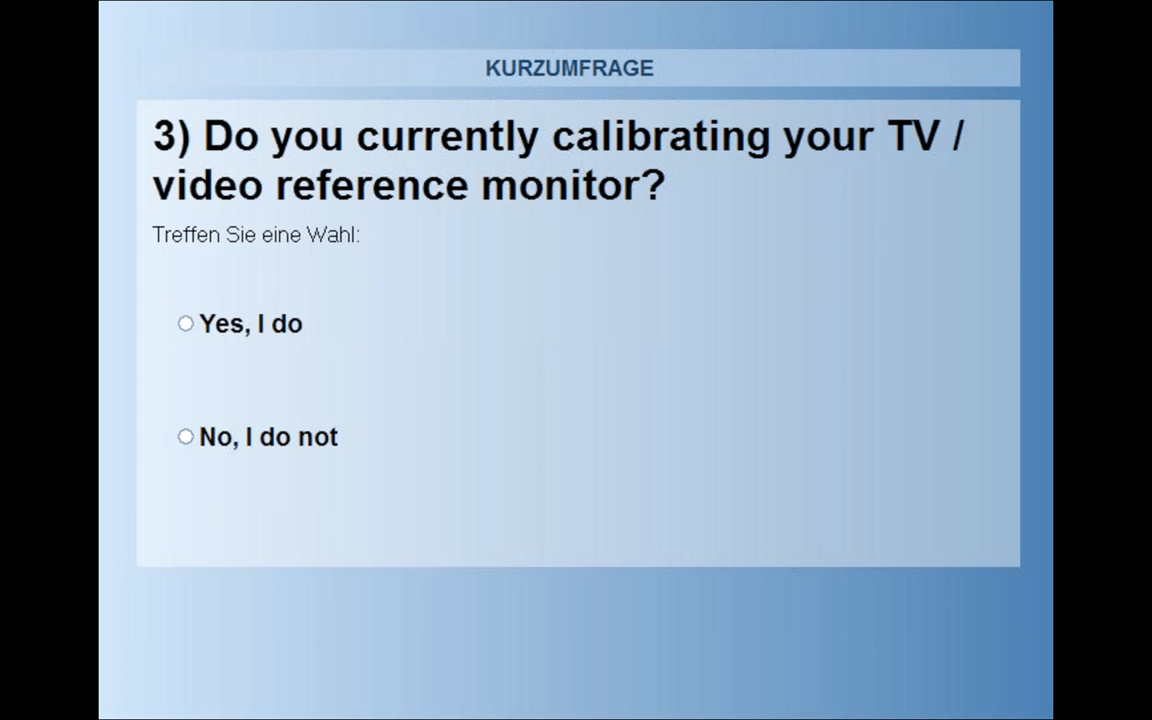 KURZUMFRAGE
3) Do you currently calibrating your TV /
video reference monitor?
Treffen Sie eine Wahl:
Yes, I do
No, I do not